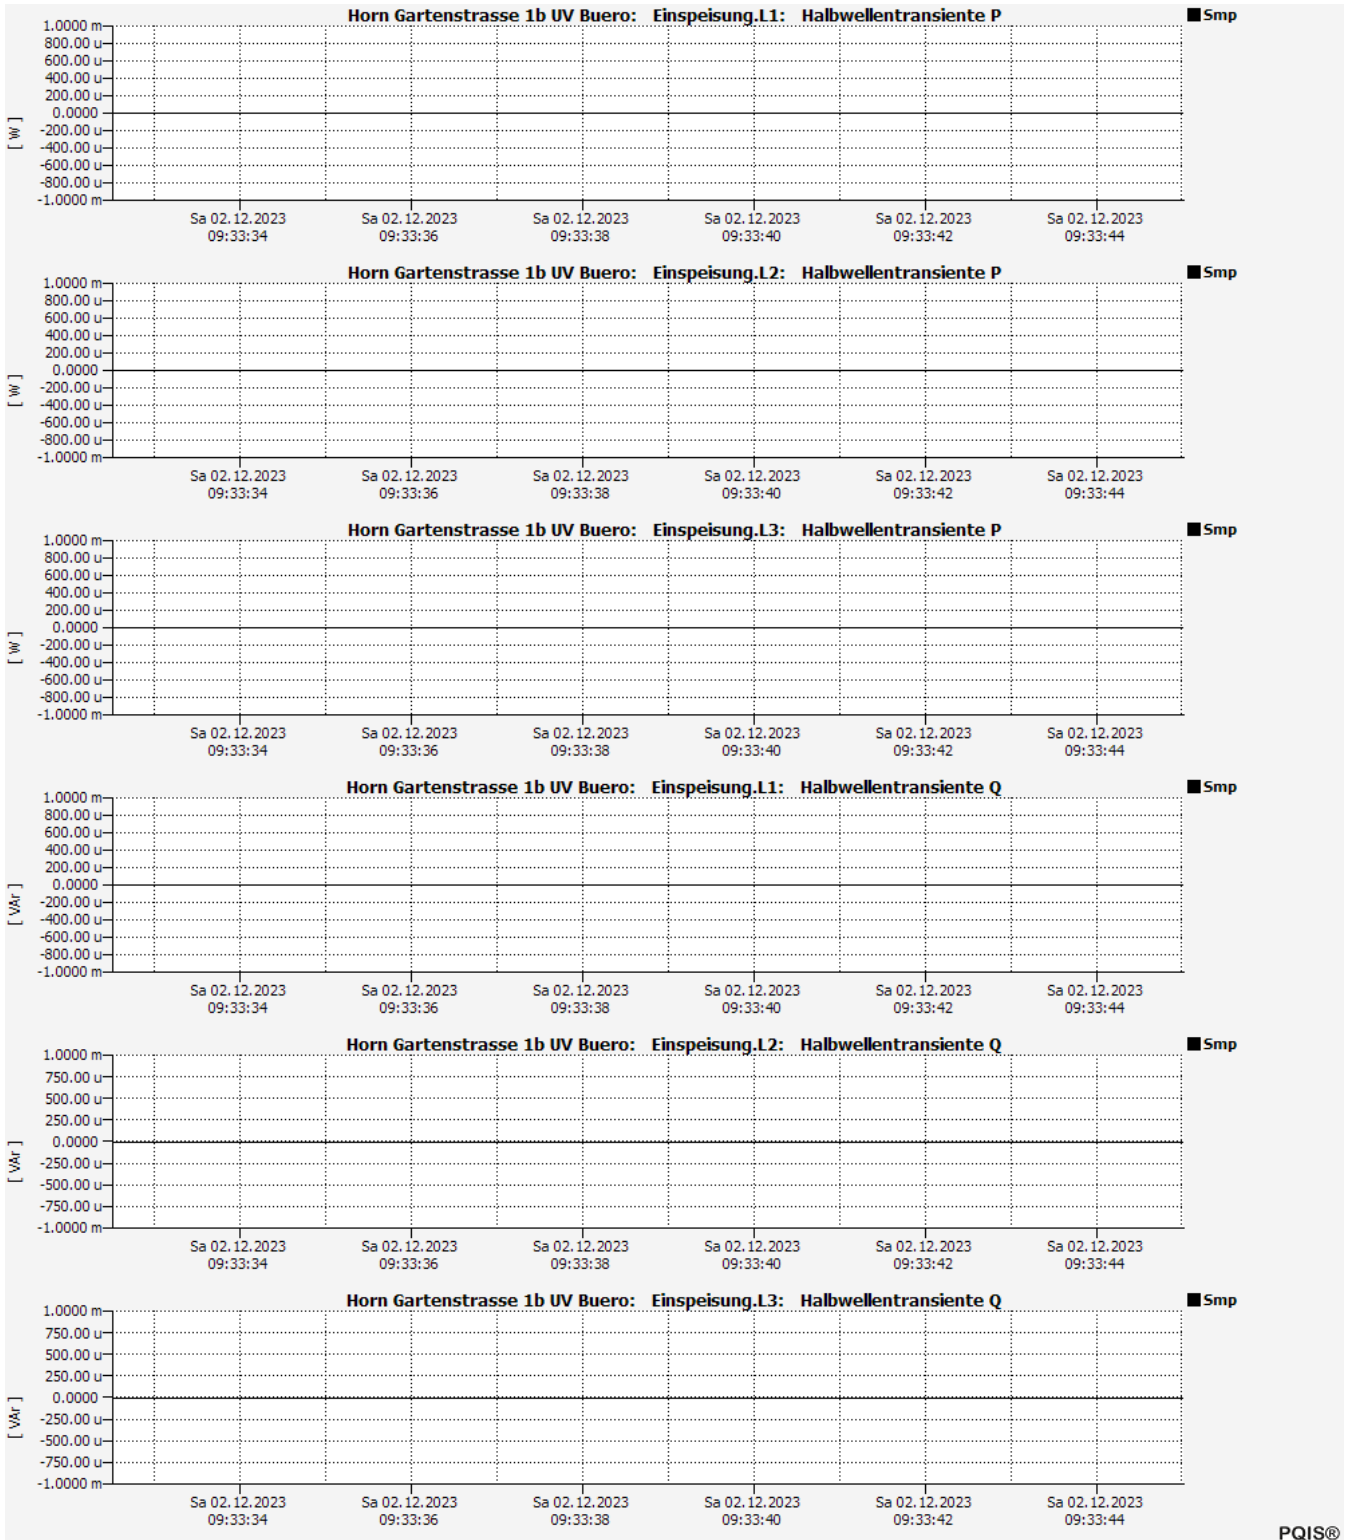 Horn Gartenstrasse 1b UV Buero: Einspeisung.L1: Halbwellentransiente P
Smp
1.0000 m
800.00 u
600.00 u
400.00 u
200.00 u
0.0000
-200.00 u
-400.00 u
-600.00 u
-800.00 u
-1.0000 m
[ W ]
Sa 02.12.2023 Sa 02.12.2023 Sa 02.12.2023 Sa 02.12.2023 Sa 02.12.2023 Sa 02.12.2023
09:33:34 09:33:36 09:33:38 09:33:40 09:33:42 09:33:44
Horn Gartenstrasse 1b UV Buero: Einspeisung.L2: Halbwellentransiente P
Smp
1.0000 m
800.00 u
600.00 u
400.00 u
200.00 u
0.0000
-200.00 u
-400.00 u
-600.00 u
-800.00 u
-1.0000 m
[ W ]
Sa 02.12.2023 Sa 02.12.2023 Sa 02.12.2023 Sa 02.12.2023 Sa 02.12.2023 Sa 02.12.2023
09:33:34 09:33:36 09:33:38 09:33:40 09:33:42 09:33:44
Horn Gartenstrasse 1b UV Buero: Einspeisung.L3: Halbwellentransiente P
Smp
1.0000 m
800.00 u
600.00 u
400.00 u
200.00 u
0.0000
-200.00 u
-400.00 u
-600.00 u
-800.00 u
-1.0000 m
[ W ]
Sa 02.12.2023 Sa 02.12.2023 Sa 02.12.2023 Sa 02.12.2023 Sa 02.12.2023 Sa 02.12.2023
09:33:34 09:33:36 09:33:38 09:33:40 09:33:42 09:33:44
Horn Gartenstrasse 1b UV Buero: Einspeisung.L1: Halbwellentransiente Q
Smp
1.0000 m
800.00 u
600.00 u
400.00 u
200.00 u
0.0000
-200.00 u
-400.00 u
-600.00 u
-800.00 u
-1.0000 m
[ VAr ]
Sa 02.12.2023 Sa 02.12.2023 Sa 02.12.2023 Sa 02.12.2023 Sa 02.12.2023 Sa 02.12.2023
09:33:34 09:33:36 09:33:38 09:33:40 09:33:42 09:33:44
Horn Gartenstrasse 1b UV Buero: Einspeisung.L2: Halbwellentransiente Q
Smp
1.0000 m
750.00 u
500.00 u
250.00 u
0.0000
-250.00 u
-500.00 u
-750.00 u
-1.0000 m
[ VAr ]
Sa 02.12.2023 Sa 02.12.2023 Sa 02.12.2023 Sa 02.12.2023 Sa 02.12.2023 Sa 02.12.2023
09:33:34 09:33:36 09:33:38 09:33:40 09:33:42 09:33:44
Horn Gartenstrasse 1b UV Buero: Einspeisung.L3: Halbwellentransiente Q
Smp
1.0000 m
750.00 u
500.00 u
250.00 u
0.0000
-250.00 u
-500.00 u
-750.00 u
-1.0000 m
[ VAr ]
Sa 02.12.2023 Sa 02.12.2023 Sa 02.12.2023 Sa 02.12.2023 Sa 02.12.2023 Sa 02.12.2023
09:33:34 09:33:36 09:33:38 09:33:40 09:33:42 09:33:44
PQIS®